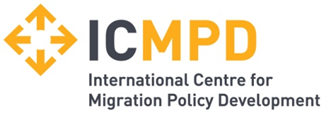 ICMPD
International Centre for
Migration Policy Development